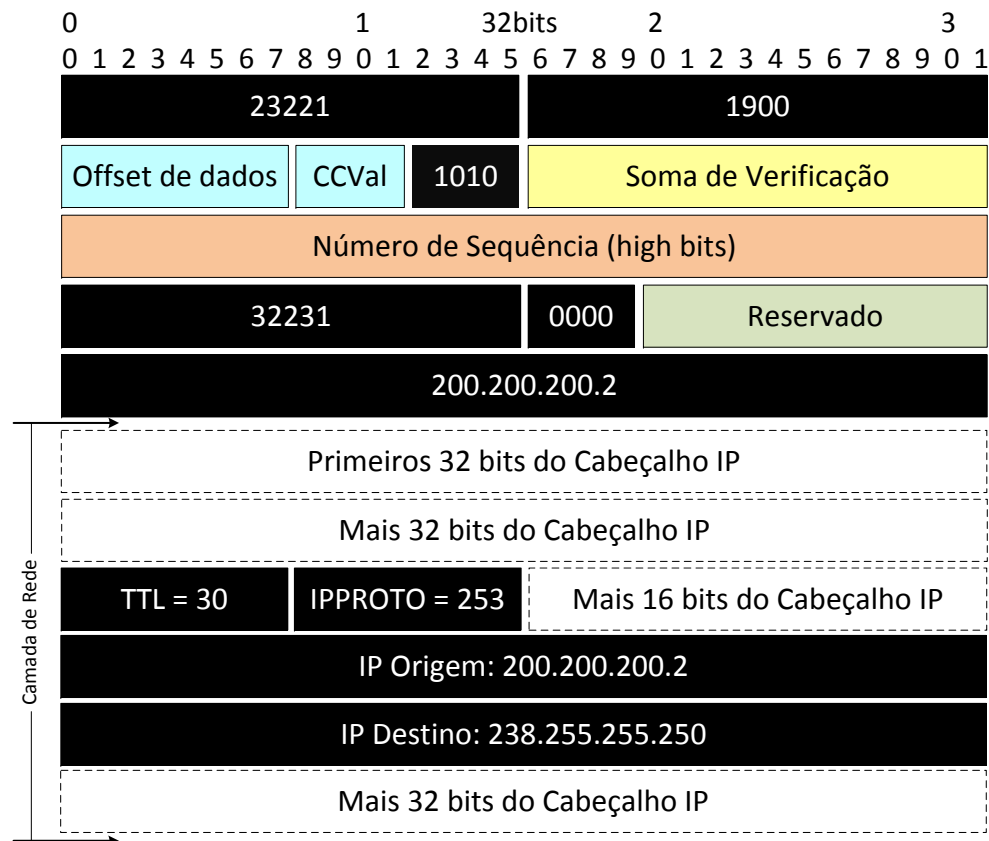 0 1 32bits 2 3
0 1 2 3 4 5 6 7 8 9 0 1 2 3 4 5 6 7 8 9 0 1 2 3 4 5 6 7 8 9 0 1
23221 1900
Offset de dados CCVal 1010 Soma de Verificação
Número de Sequência (high bits)
32231 0000 Reservado
200.200.200.2
Camada de Rede
Primeiros 32 bits do Cabeçalho IP
Mais 32 bits do Cabeçalho IP
TTL = 30 IPPROTO = 253 Mais 16 bits do Cabeçalho IP
IP Origem: 200.200.200.2
IP Destino: 238.255.255.250
Mais 32 bits do Cabeçalho IP